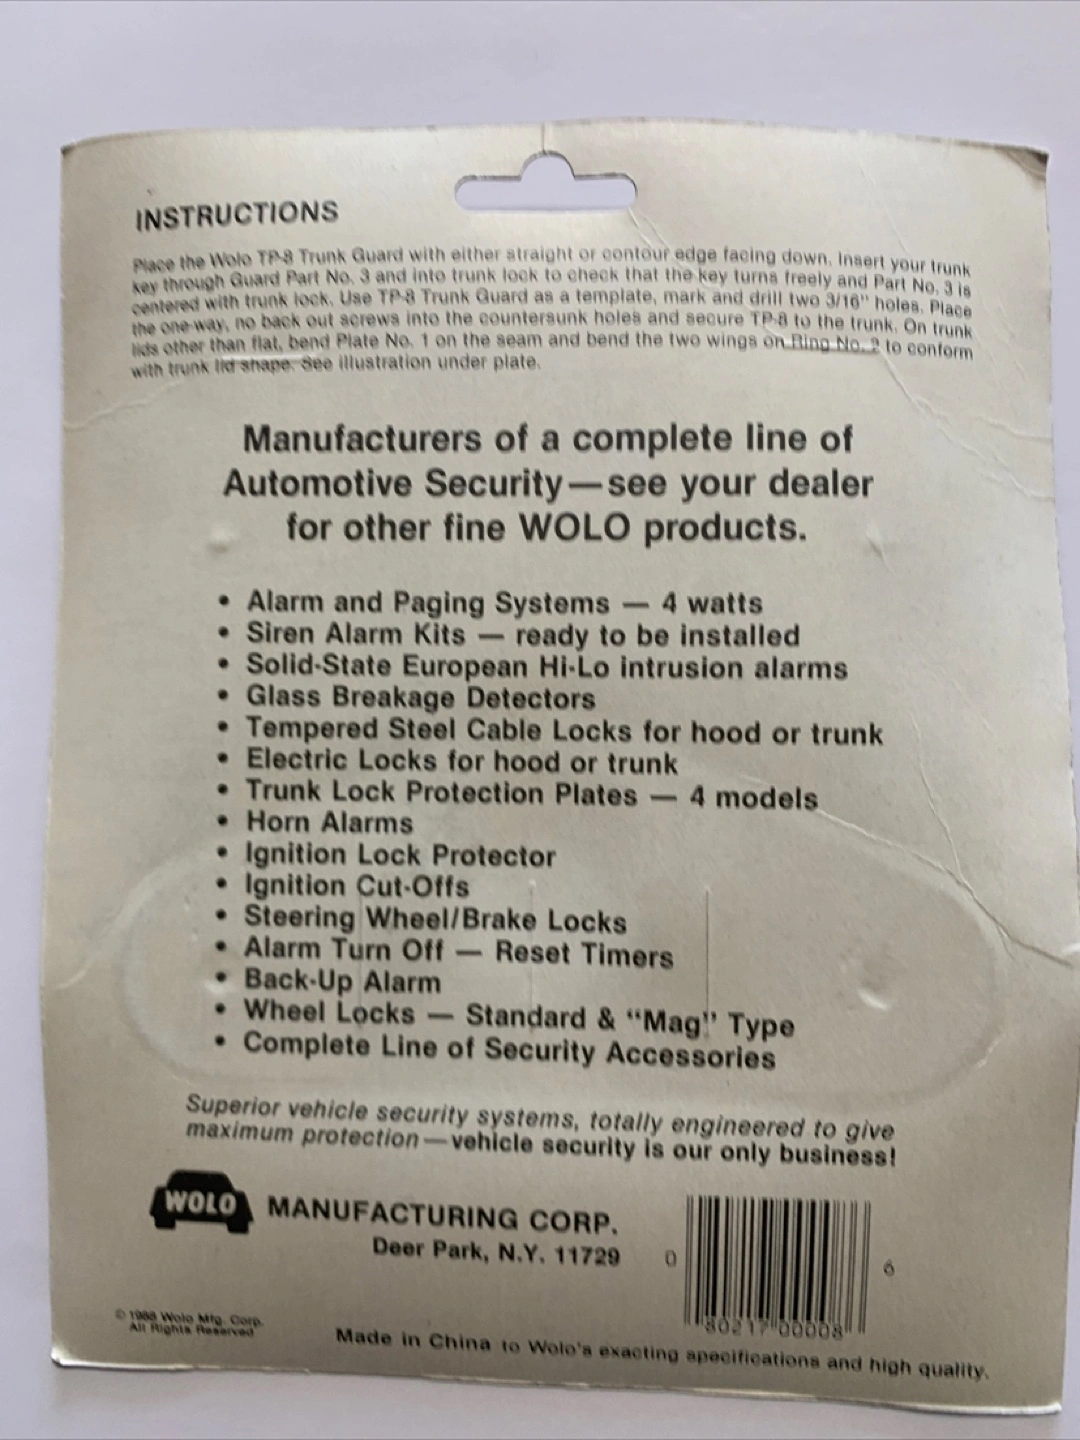 INSTRUCTIONS
Place the Wolo TP-8 Trunk Guard with either straight or contour edge facing down. Insert your trunk
key through Guard Part No. 3 and into trunk lock to check that the key turns freely and Part No. 3 is
centered with trunk lock. Use TP-8 Trunk Guard as a template, mark and drill two 3/16" holes. Place
the one-way, no back out screws into the countersunk holes and secure TP-8 to the trunk. On trunk
lids other than flat, bend Plate No. 1 on the seam and bend the two wings on Ring No. 2 to conform
with trunk lid shape. See illustration under plate.
Manufacturers of a complete line of
Automotive Security—see your dealer
for other fine WOLO products.
• Alarm and Paging Systems — 4 watts
• Siren Alarm Kits — ready to be installed
• Solid-State European Hi-Lo intrusion alarms
• Glass Breakage Detectors
• Tempered Steel Cable Locks for hood or trunk
• Electric Locks for hood or trunk
• Trunk Lock Protection Plates — 4 models
• Horn Alarms
• Ignition Lock Protector
• Ignition Cut-Offs
• Steering Wheel/Brake Locks
• Alarm Turn Off — Reset Timers
• Back-Up Alarm
• Wheel Locks — Standard & “Mag” Type
• Complete Line of Security Accessories
Superior vehicle security systems, totally engineered to give
maximum protection—vehicle security is our only business!
WOLO MANUFACTURING CORP.
Deer Park, N.Y. 11729
0 80217 00008 6
© 1988 Wolo Mfg. Corp.
All Rights Reserved
Made in China to Wolo's exacting specifications and high quality.